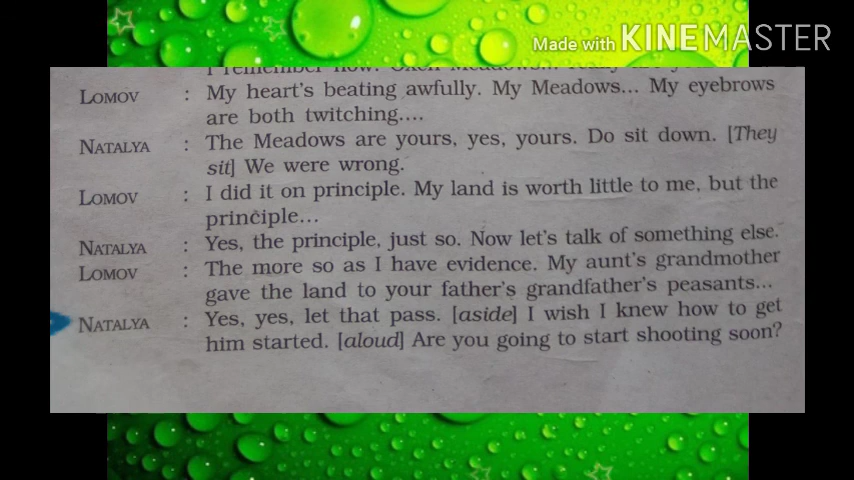 Made with KINEMASTER
LOMOV : My heart's beating awfully. My Meadows... My eyebrows
are both twitching....
NATALYA : The Meadows are yours, yes, yours. Do sit down. [They
sit] We were wrong.
LOMOV : I did it on principle. My land is worth little to me, but the
principle...
NATALYA : Yes, the principle, just so. Now let's talk of something else.
LOMOV : The more so as I have evidence. My aunt's grandmother
gave the land to your father's grandfather's peasants...
NATALYA : Yes, yes, let that pass. [aside] I wish I knew how to get
him started. [aloud] Are you going to start shooting soon?